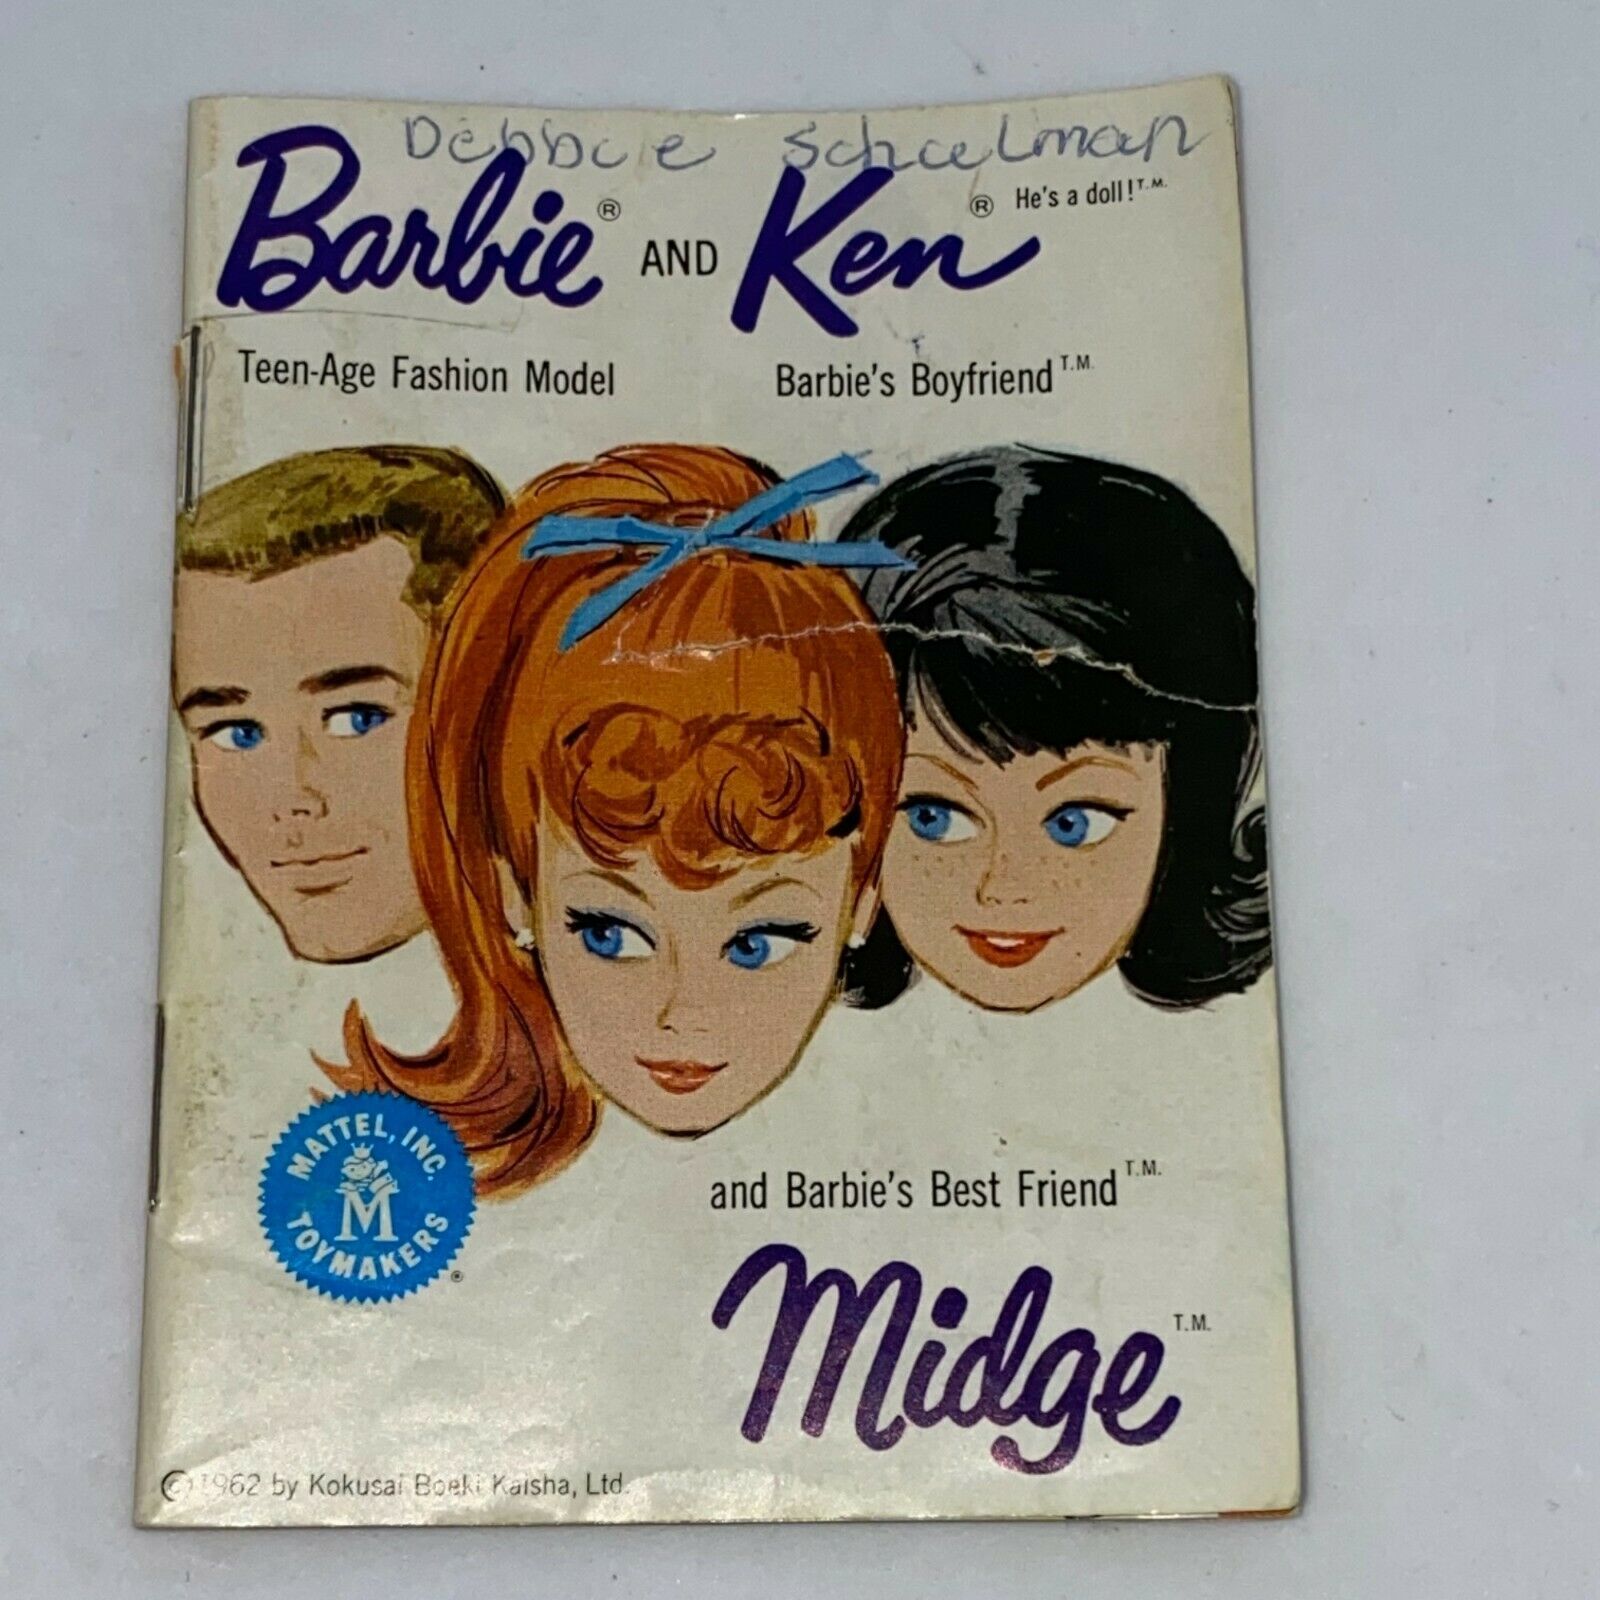 Debbie Schaelman
Barbie® AND Ken® He's a doll!T.M.
Teen-Age Fashion Model
Barbie's Boyfriend T.M.
MATTEL, INC.
M
TOYMAKERS
®
and Barbie's Best Friend T.M.
Midge T.M.
©1962 by Kokusai Boeki Kaisha, Ltd.